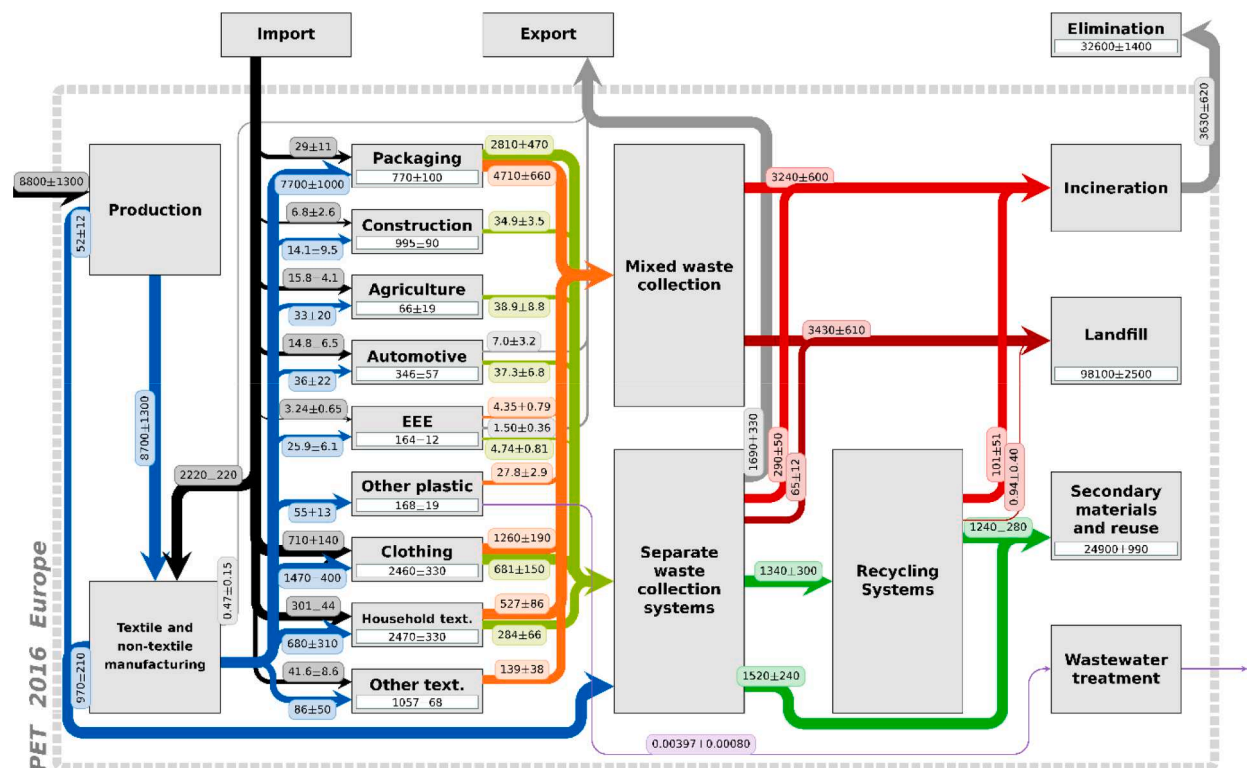 Import
Export
Elimination
32600±1400
3630±620
8800±1300
Production
52±12
8700±1300
2220_220
0.47±0.15
Textile and
non-textile
manufacturing
970±210
29±11
7700±1000
Packaging
770+100
2810+470
4710±660
6.8±2.6
14.1=9.5
Construction
995=90
34.9±3.5
15.8-4.1
33+20
Agriculture
66±19
38.9±8.8
14.8_6.5
36±22
Automotive
346=57
7.0±3.2
37.3±6.8
3.24±0.65
25.9±6.1
EEE
164-12
4.35+0.79
1.50±0.36
4.74±0.81
55+13
Other plastic
168_19
27.8±2.9
710+140
1470-400
Clothing
2460=330
1260±190
681±150
301_44
680±310
Household text.
2470=330
527±86
284±66
41.6=8.6
86±50
Other text.
1057-68
139±38
Mixed waste
collection
Separate
waste
collection
systems
1690+330
290±50
65±12
3240±600
3430±610
Recycling
Systems
1340±300
1520±240
101±51
0.94±0.40
1240_280
Incineration
Landfill
98100±2500
Secondary
materials
and reuse
24900+990
Wastewater
treatment
0.00397+0.00080
PET 2016 Europe